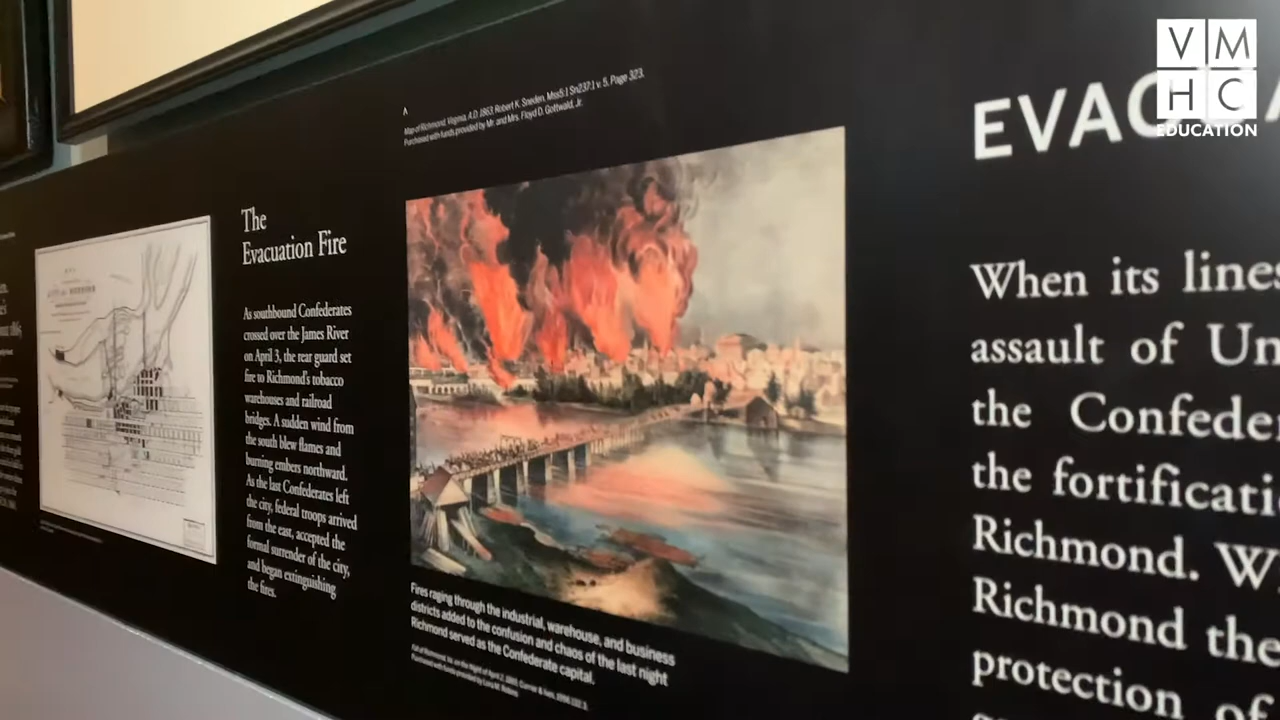 VM
HC
EDUCATION
^
Map of Richmond, Virginia, A.D. 1863, Robert K. Sneden, Mss5:1 Sn237:1 v. 5, Page 323,
Purchased with funds provided by Mr. and Mrs. Floyd D. Gottwald, Jr.
The
Evacuation Fire
As southbound Confederates
crossed over the James River
on April 3, the rear guard set
fire to Richmond's tobacco
warehouses and railroad
bridges. A sudden wind from
the south blew flames and
burning embers northward.
As the last Confederates left
the city, federal troops arrived
from the east, accepted the
formal surrender of the city,
and began extinguishing
the fires.
Fires raging through the industrial, warehouse, and business
districts added to the confusion and chaos of the last night
Richmond served as the Confederate capital.
EVAC
When its lines
assault of Un
the Confede
the fortificati
Richmond. W
Richmond the
protection of